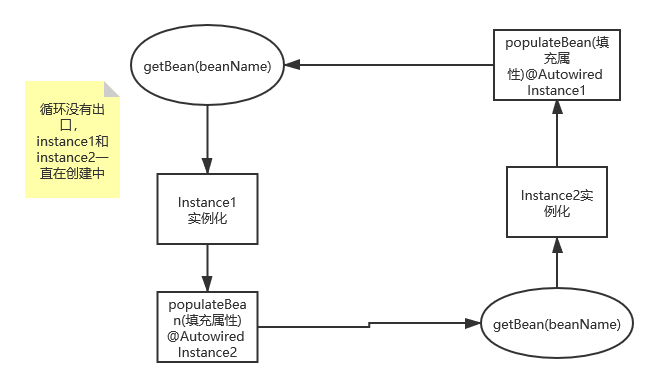 getBean(beanName)
循环没有出
口，
instance1和
instance2一
直在创建中
Instance1
实例化
populateBea
n(填充属性)
@Autowired
Instance2
getBean(beanName)
Instance2实
例化
populateBean(填
充属
性)@Autowired
Instance1